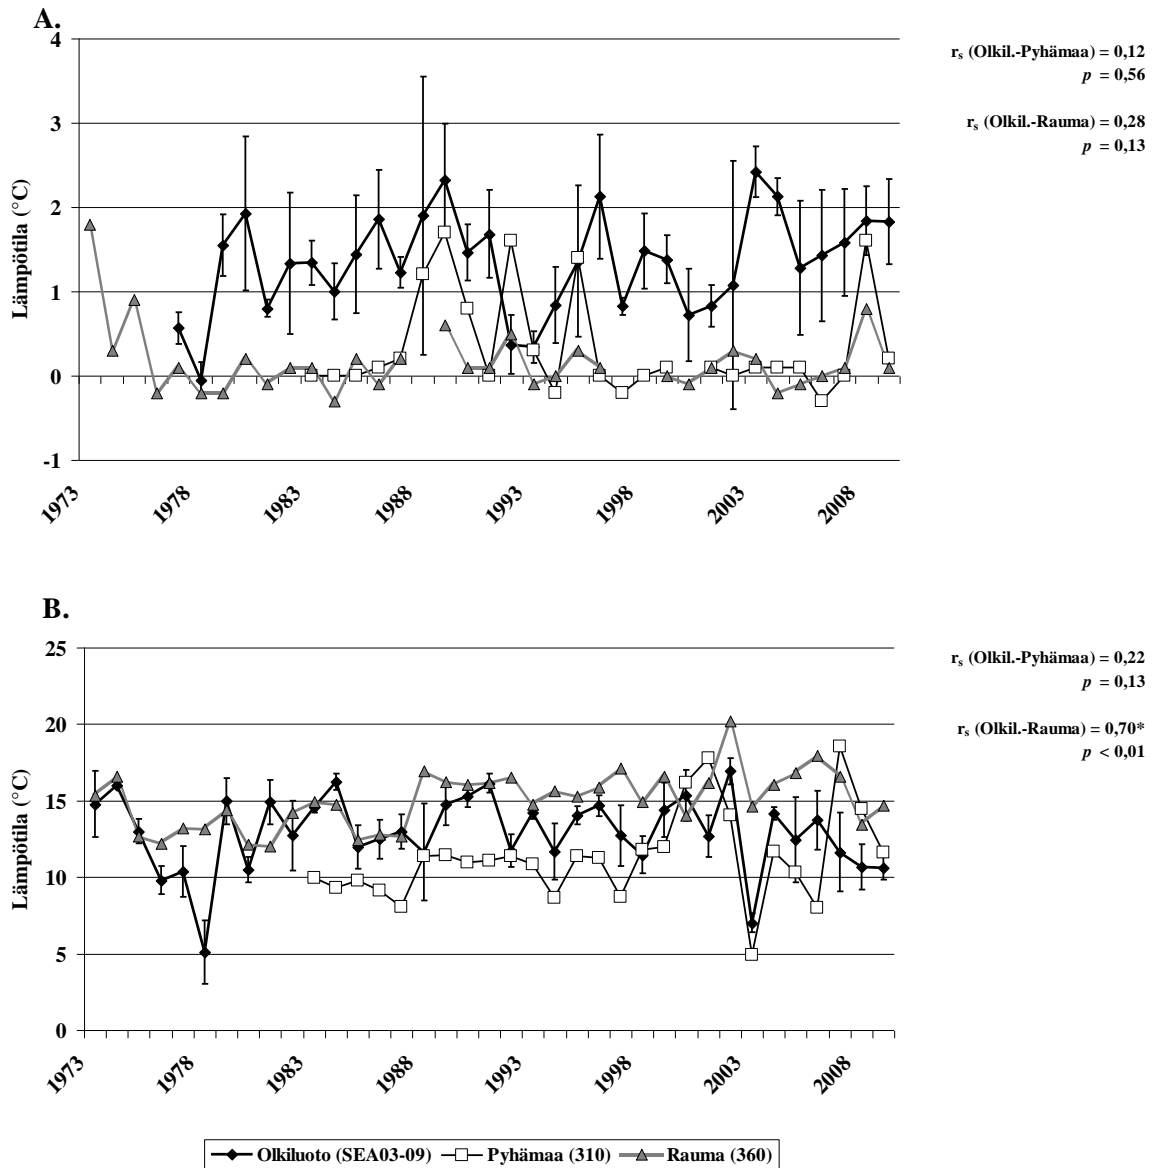 A.
4
3
2
1
0
-1
Lämpötila (°C)
1973
1978
1983
1988
1993
1998
2003
2008
rs (Olkil.-Pyhämaa) = 0,12
p = 0,56
rs (Olkil.-Rauma) = 0,28
p = 0,13
B.
25
20
15
10
5
0
Lämpötila (°C)
1973
1978
1983
1988
1993
1998
2003
2008
rs (Olkil.-Pyhämaa) = 0,22
p = 0,13
rs (Olkil.-Rauma) = 0,70*
p < 0,01
Olkiluoto (SEA03-09) Pyhämaa (310) Rauma (360)